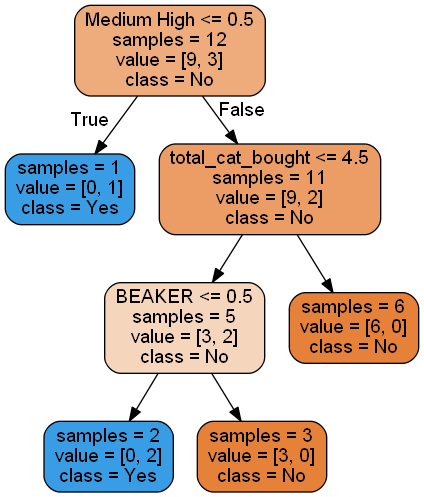 Medium High <= 0.5
samples = 12
value = [9, 3]
class = No
True
False
samples = 1
value = [0, 1]
class = Yes
total_cat_bought <= 4.5
samples = 11
value = [9, 2]
class = No
BEAKER <= 0.5
samples = 5
value = [3, 2]
class = No
samples = 6
value = [6, 0]
class = No
samples = 2
value = [0, 2]
class = Yes
samples = 3
value = [3, 0]
class = No